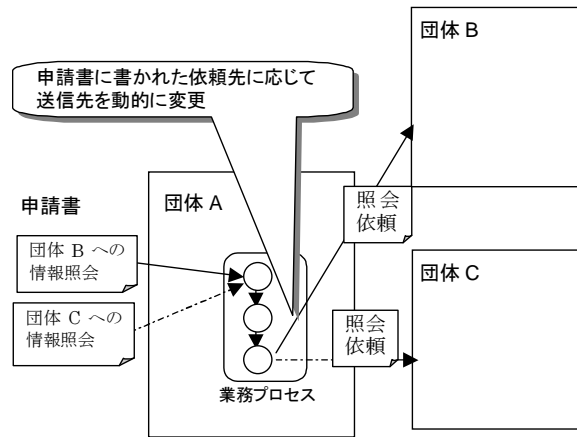 団体 B
申請書に書かれた依頼先に応じて
送信先を動的に変更
申請書
団体 A
照会
依頼
団体 B への
情報照会
団体 C
団体 C への
情報照会
照会
依頼
業務プロセス